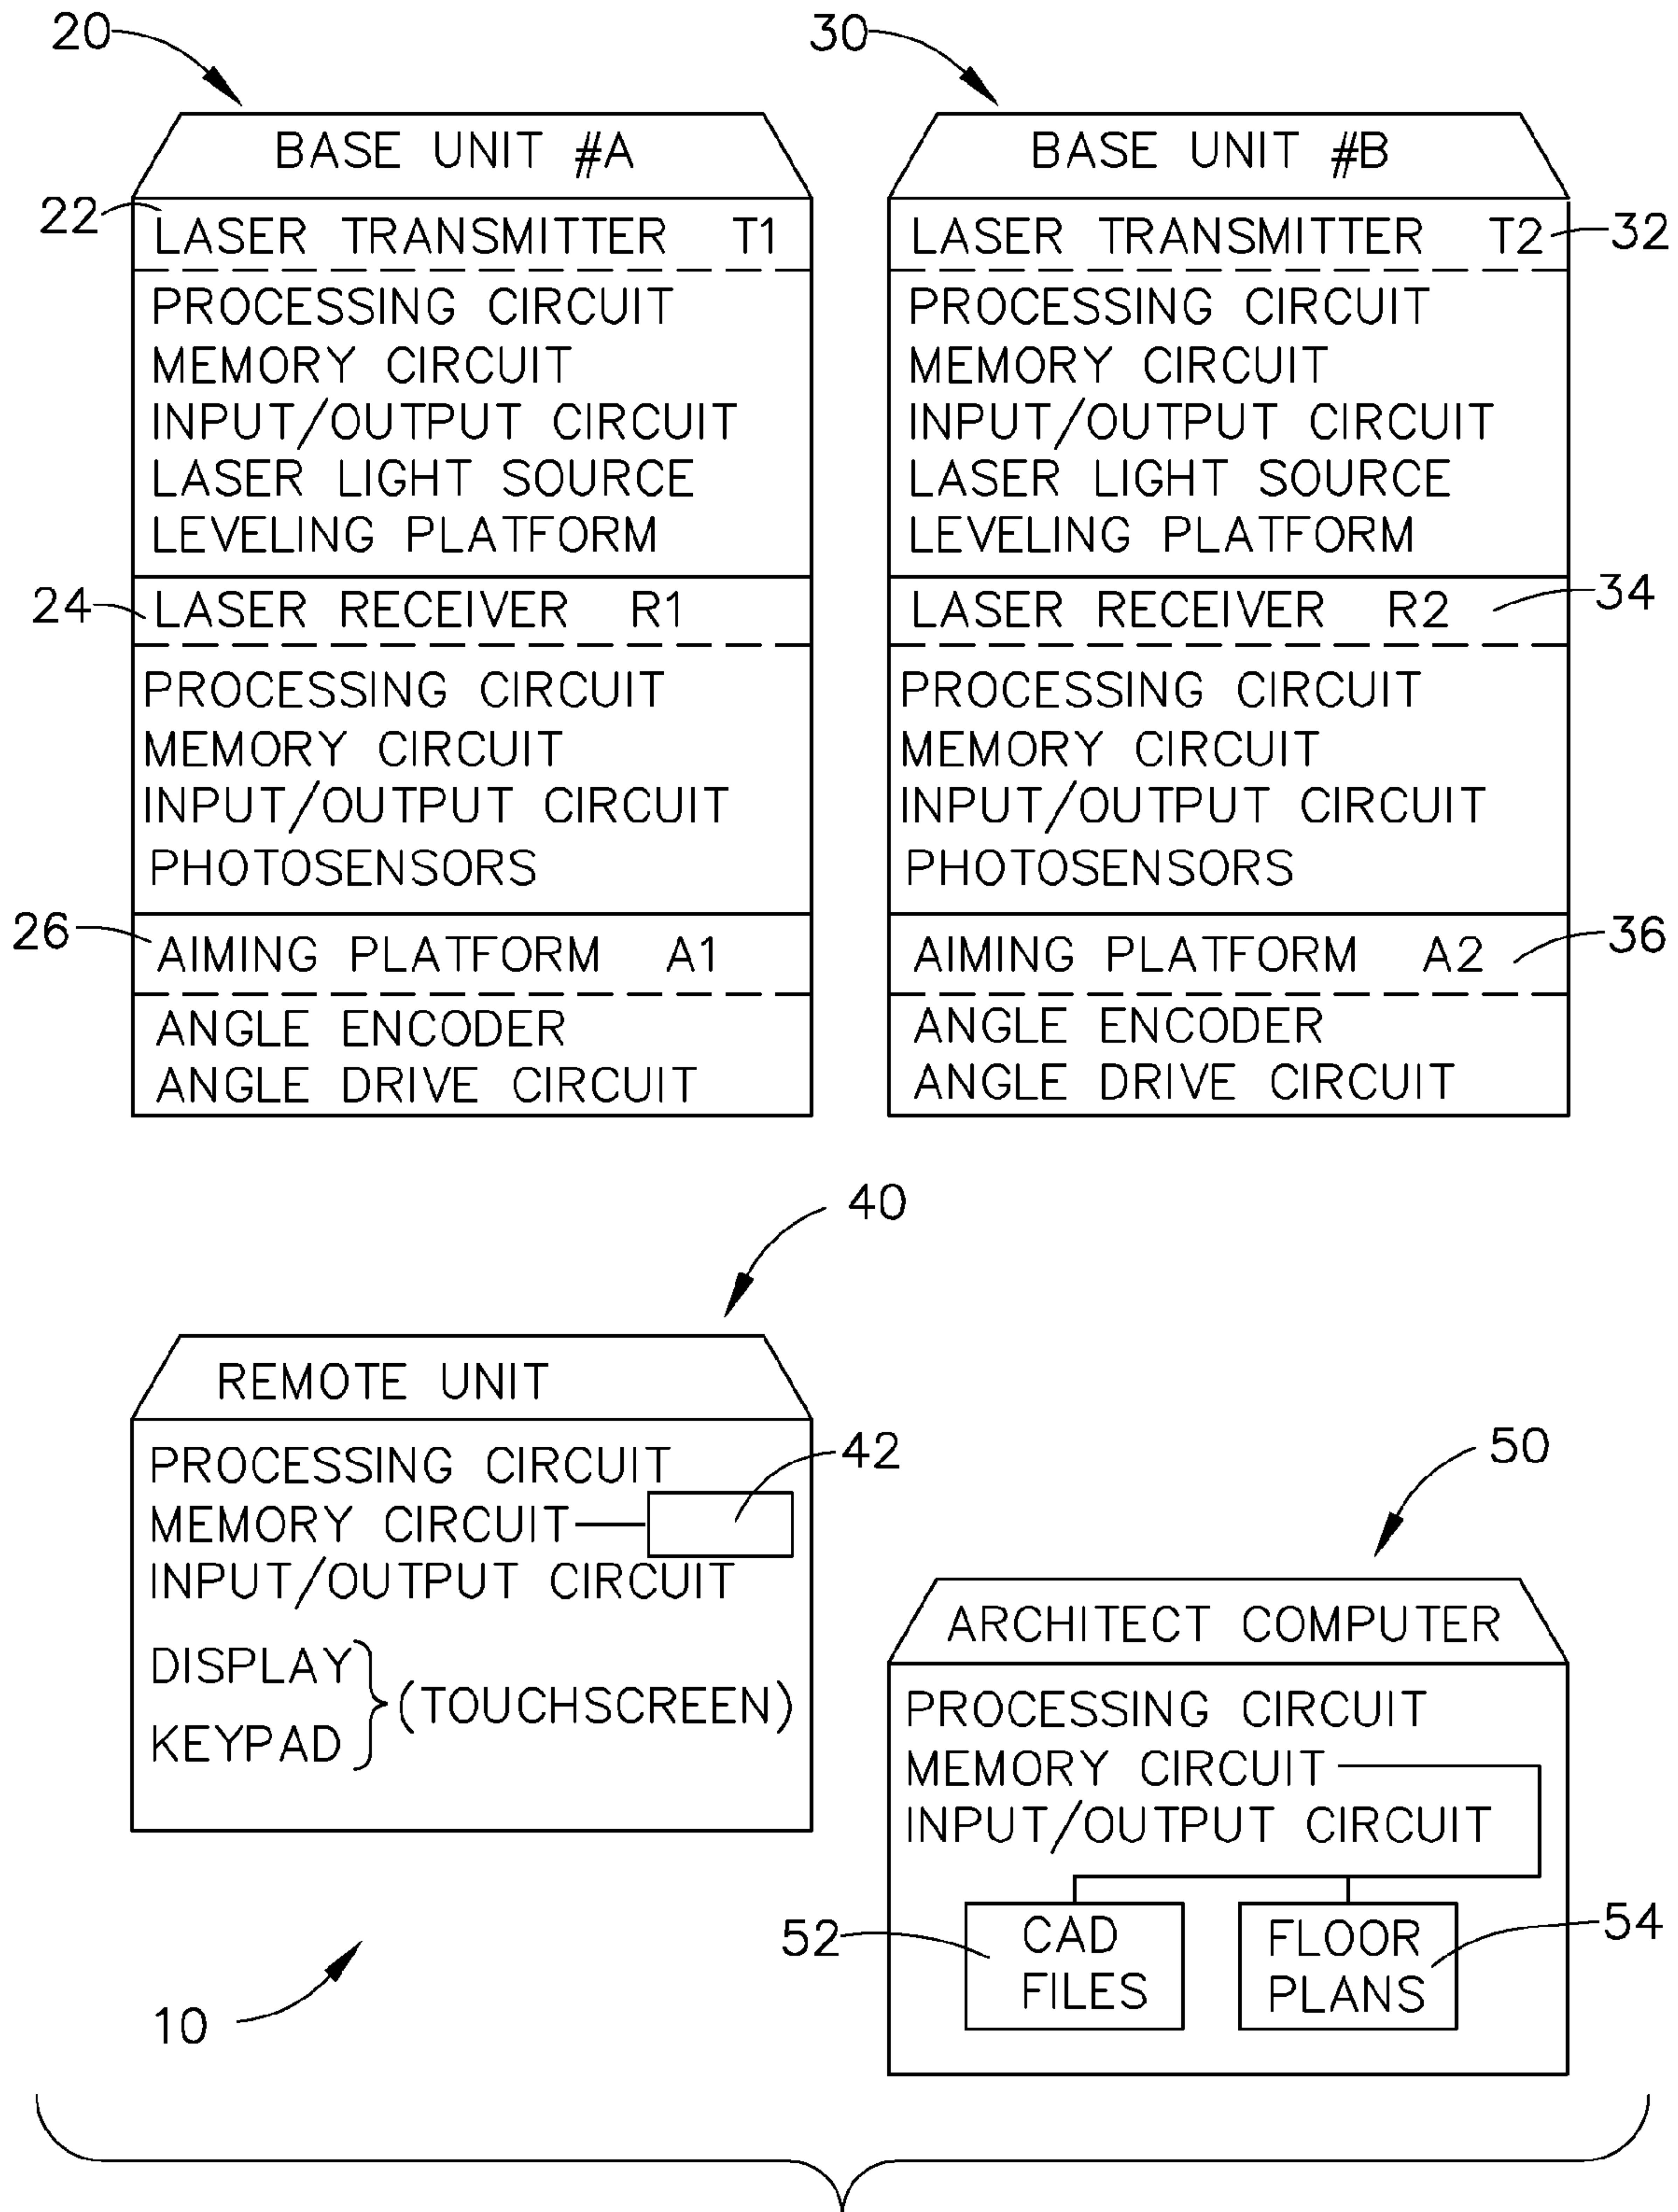 20
BASE UNIT #A
22
LASER TRANSMITTER T1
PROCESSING CIRCUIT
MEMORY CIRCUIT
INPUT/OUTPUT CIRCUIT
LASER LIGHT SOURCE
LEVELING PLATFORM
24
LASER RECEIVER R1
PROCESSING CIRCUIT
MEMORY CIRCUIT
INPUT/OUTPUT CIRCUIT
PHOTOSENSORS
26
AIMING PLATFORM A1
ANGLE ENCODER
ANGLE DRIVE CIRCUIT
30
BASE UNIT #B
LASER TRANSMITTER T2
32
PROCESSING CIRCUIT
MEMORY CIRCUIT
INPUT/OUTPUT CIRCUIT
LASER LIGHT SOURCE
LEVELING PLATFORM
LASER RECEIVER R2
34
PROCESSING CIRCUIT
MEMORY CIRCUIT
INPUT/OUTPUT CIRCUIT
PHOTOSENSORS
AIMING PLATFORM A2
36
ANGLE ENCODER
ANGLE DRIVE CIRCUIT
40
REMOTE UNIT
PROCESSING CIRCUIT
42
MEMORY CIRCUIT
INPUT/OUTPUT CIRCUIT
DISPLAY
(TOUCHSCREEN)
KEYPAD
50
ARCHITECT COMPUTER
PROCESSING CIRCUIT
MEMORY CIRCUIT
INPUT/OUTPUT CIRCUIT
52
CAD
FILES
FLOOR
PLANS
54
10